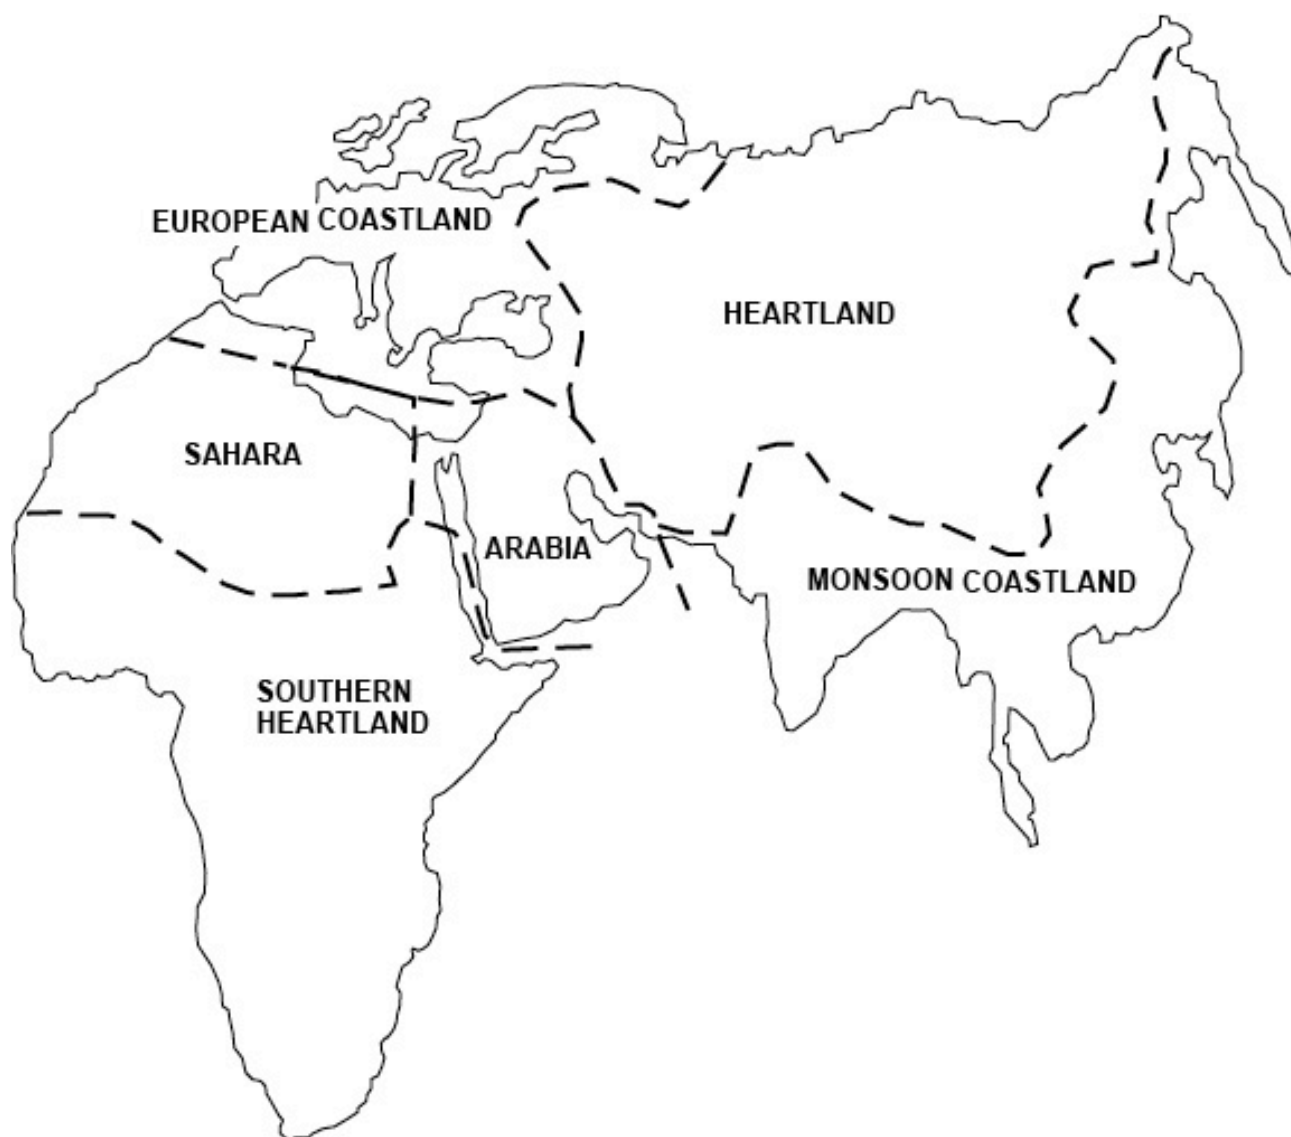 EUROPEAN COASTLAND
HEARTLAND
SAHARA
ARABIA
MONSOON COASTLAND
SOUTHERN
HEARTLAND